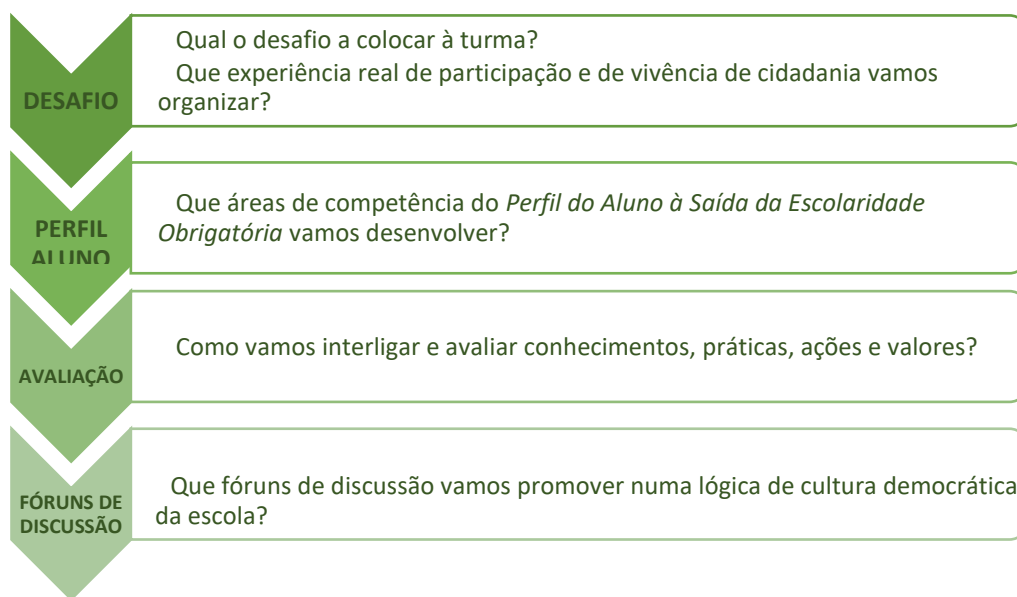 DESAFIO
Qual o desafio a colocar à turma?
Que experiência real de participação e de vivência de cidadania vamos
organizar?
PERFIL
ALUNO
Que áreas de competência do Perfil do Aluno à Saída da Escolaridade
Obrigatória vamos desenvolver?
AVALIAÇÃO
Como vamos interligar e avaliar conhecimentos, práticas, ações e valores?
FÓRUNS DE
DISCUSSÃO
Que fóruns de discussão vamos promover numa lógica de cultura democrática
da escola?